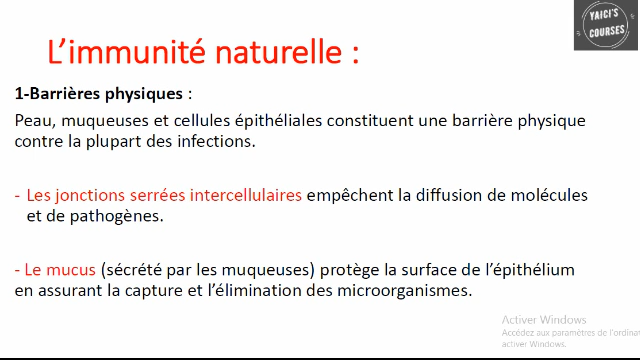 YAICI'S
COURSES
L'immunité naturelle :
1-Barrières physiques :
Peau, muqueuses et cellules épithéliales constituent une barrière physique
contre la plupart des infections.
- Les jonctions serrées intercellulaires empêchent la diffusion de molécules
et de pathogènes.
- Le mucus (sécrété par les muqueuses) protège la surface de l'épithélium
en assurant la capture et l'élimination des microorganismes.
Activer Windows
Accédez aux paramètres de l'ordina
activer Windows.